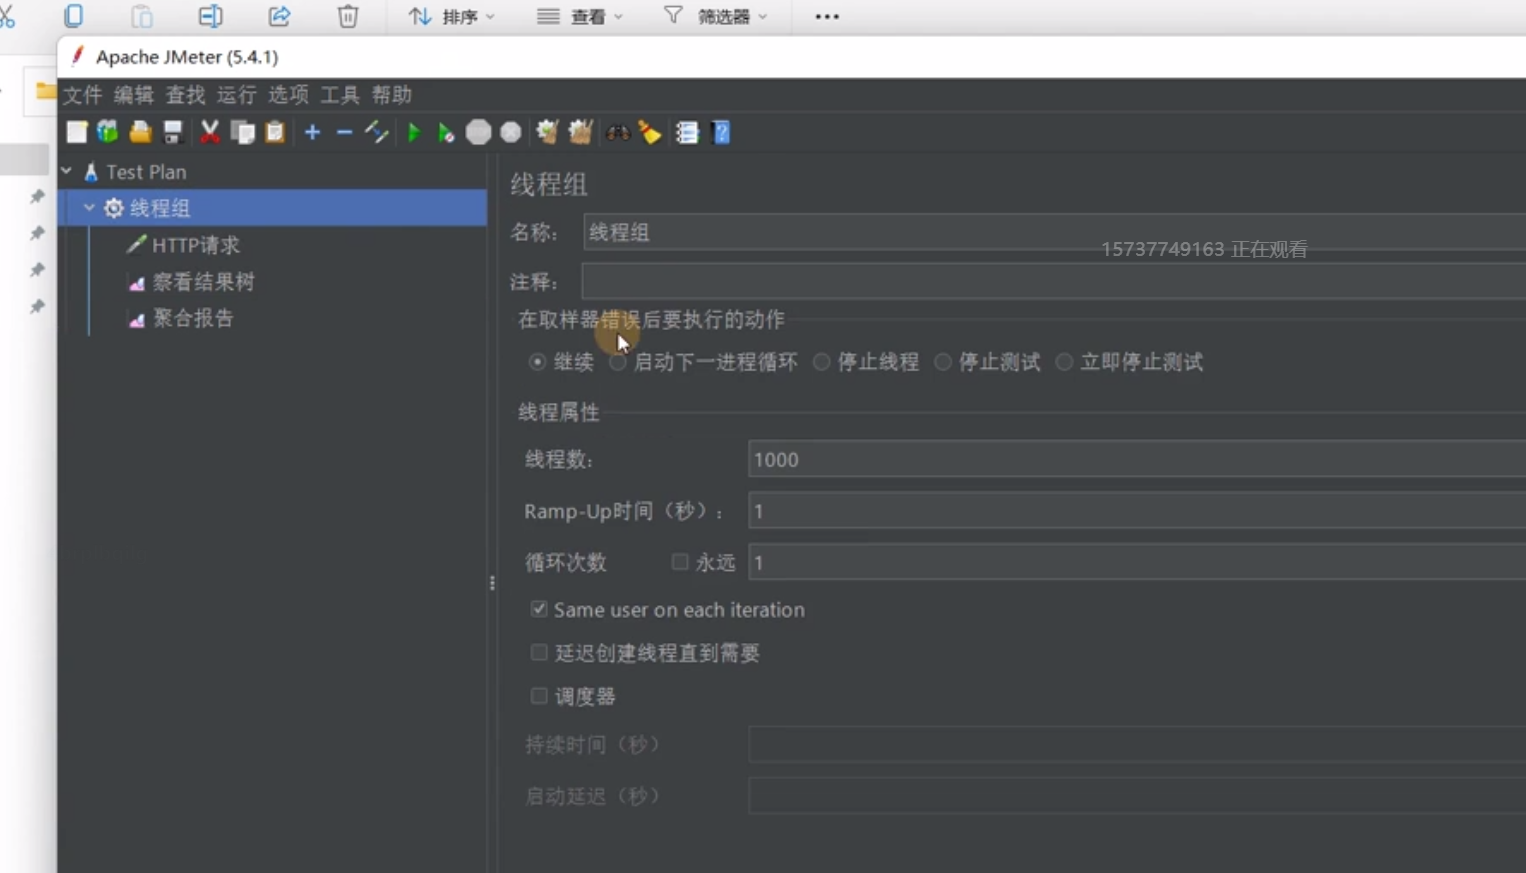 排序 查看 筛选器
Apache JMeter (5.4.1)
文件 编辑 查找 运行 选项 工具 帮助
Test Plan
线程组
HTTP请求
察看结果树
聚合报告
线程组
名称： 线程组
15737749163 正在观看
注释：
在取样器错误后要执行的动作
继续 启动下一进程循环 停止线程 停止测试 立即停止测试
线程属性
线程数： 1000
Ramp-Up时间（秒）： 1
循环次数 永远 1
Same user on each iteration
延迟创建线程直到需要
调度器
持续时间（秒）
启动延迟（秒）